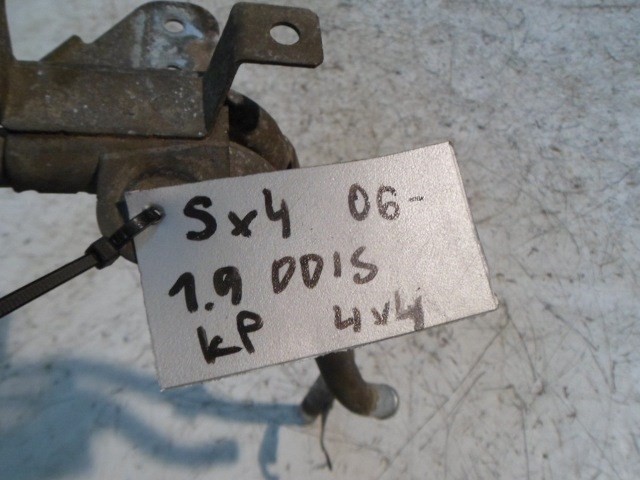 Sx4 06-
1.9 DDIS
KP 4x4